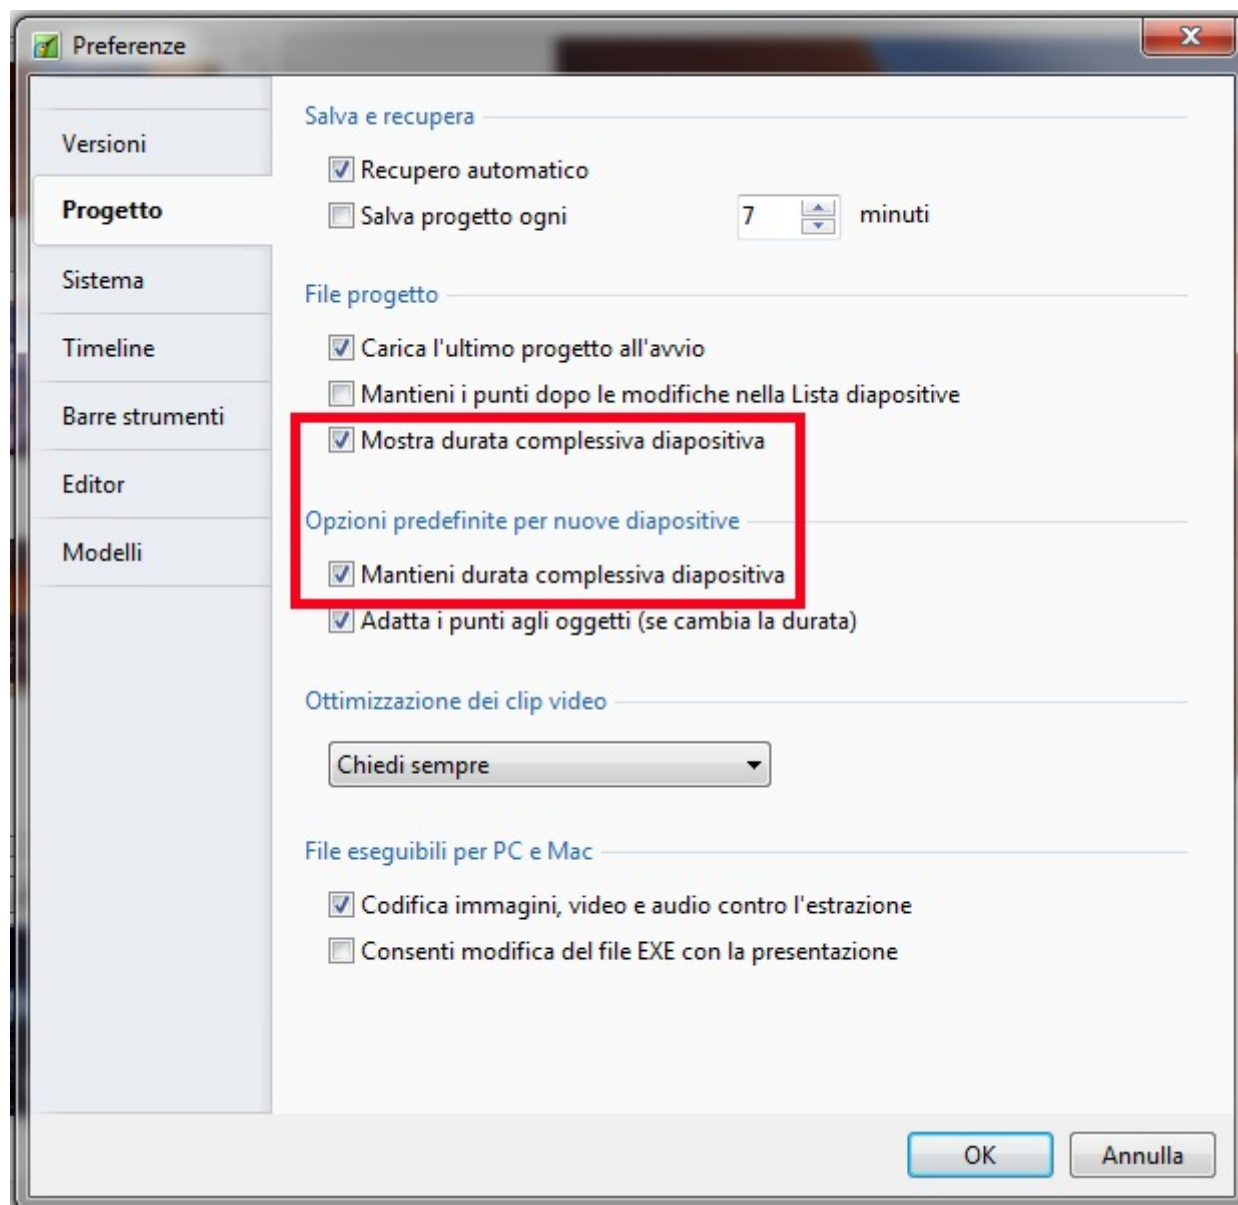 Preferenze
Versioni
Progetto
Sistema
Timeline
Barre strumenti
Editor
Modelli
Salva e recupera
Recupero automatico
Salva progetto ogni 7 minuti
File progetto
Carica l'ultimo progetto all'avvio
Mantieni i punti dopo le modifiche nella Lista diapositive
Mostra durata complessiva diapositiva
Opzioni predefinite per nuove diapositive
Mantieni durata complessiva diapositiva
Adatta i punti agli oggetti (se cambia la durata)
Ottimizzazione dei clip video
Chiedi sempre
File eseguibili per PC e Mac
Codifica immagini, video e audio contro l'estrazione
Consenti modifica del file EXE con la presentazione
OK Annulla